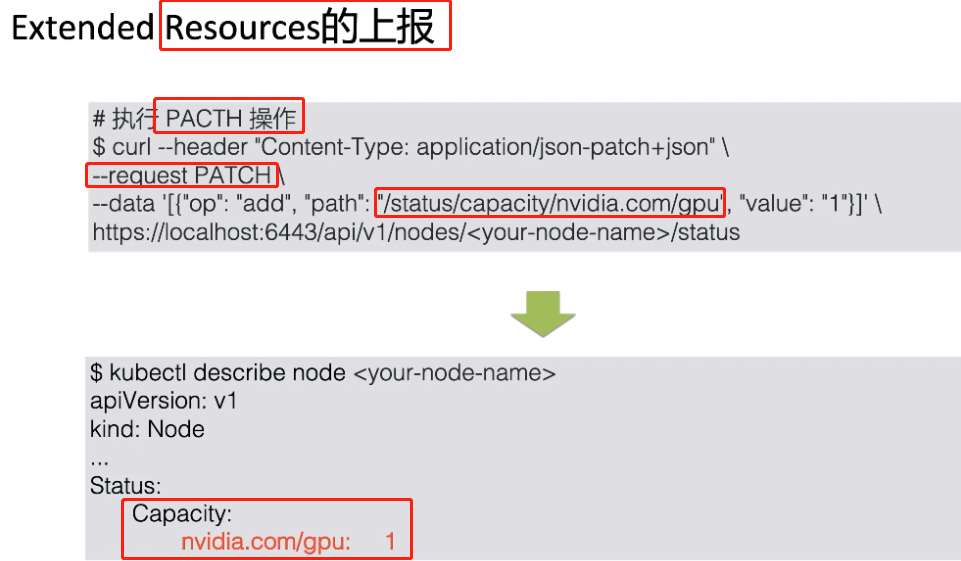 Extended Resources的上报
# 执行 PACTH 操作
$ curl --header "Content-Type: application/json-patch+json" \
--request PATCH \
--data '[{"op": "add", "path": "/status/capacity/nvidia.com/gpu", "value": "1"}]' \
https://localhost:6443/api/v1/nodes/<your-node-name>/status
$ kubectl describe node <your-node-name>
apiVersion: v1
kind: Node
...
Status:
Capacity:
nvidia.com/gpu: 1